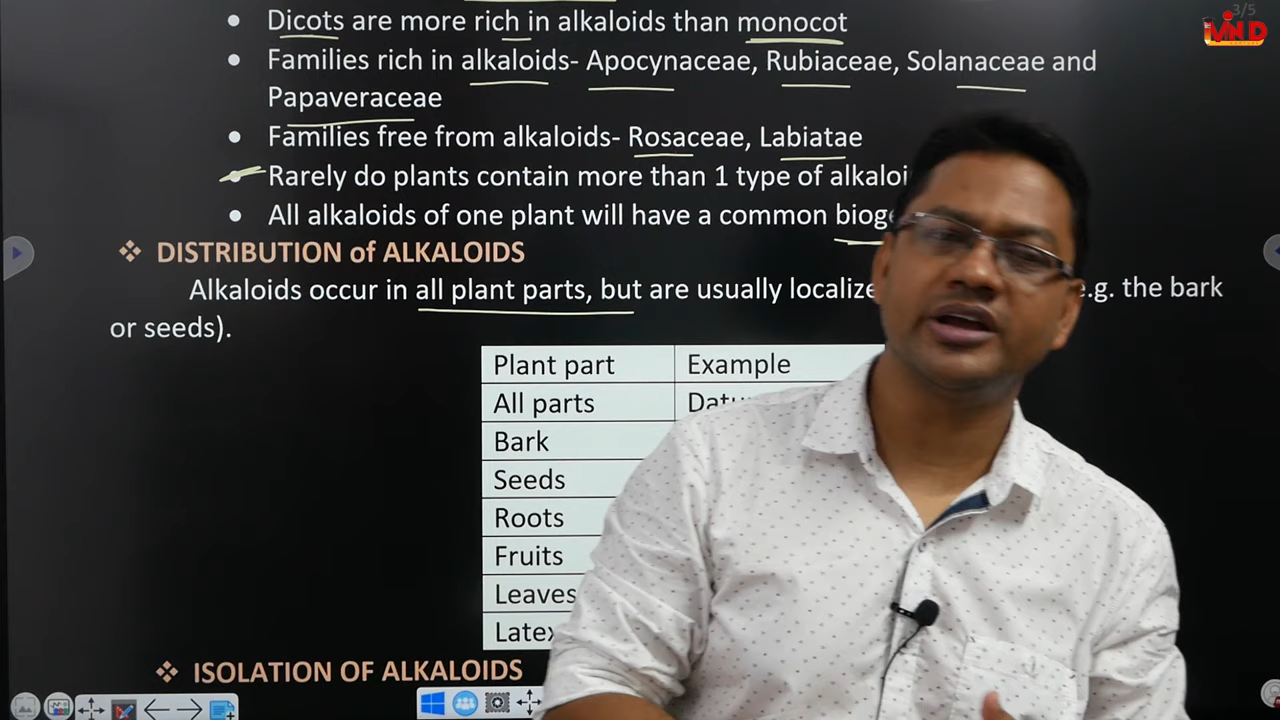 3/5
MIND
Dicots are more rich in alkaloids than monocot
Families rich in alkaloids- Apocynaceae, Rubiaceae, Solanaceae and
Papaveraceae
Families free from alkaloids- Rosaceae, Labiatae
Rarely do plants contain more than 1 type of
All alkaloids of one plant will have a common
DISTRIBUTION of ALKALOIDS
Alkaloids occur in all plant parts, but are usually e.g. the bark
or seeds).
Plant part Example
All parts
Bark
Seeds
Roots
Fruits
Leaves
ISOLATION OF ALKALOIDS